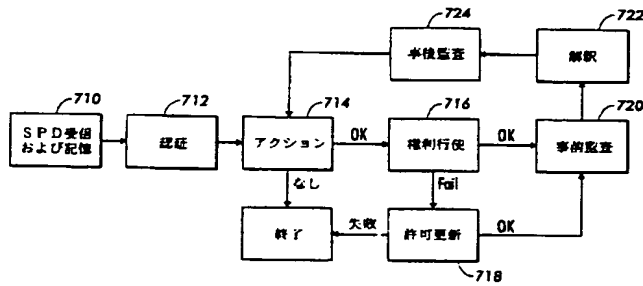 724
722
事後監査
解釈
710
712
714
716
720
SPD受信
および記憶
認証
アクション
OK
権利行使
OK
事前監査
なし
Fail
終了
失敗
許可更新
OK
718